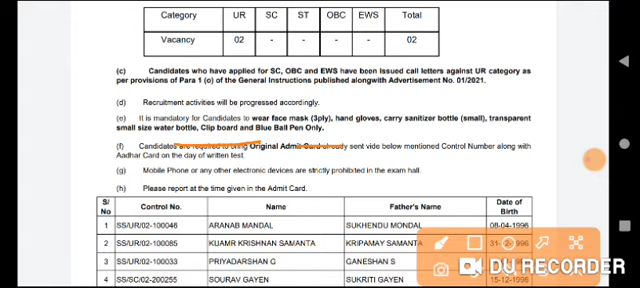 Category UR SC ST OBC EWS Total
Vacancy 02 - - - - 02
(c) Candidates who have applied for SC, OBC and EWS have been issued call letters against UR category as
per provisions of Para 1 (o) of the General Instructions published alongwith Advertisement No. 01/2021.
(d) Recruitment activities will be progressed accordingly.
(e) It is mandatory for Candidates to wear face mask (3ply), hand gloves, carry sanitizer bottle (small), transparent
small size water bottle, Clip board and Blue Ball Pen Only.
(f) Candidates are required to bring Original Admit Card already sent vide below mentioned Control Number along with
Aadhar Card on the day of written test
(g) Mobile Phone or any other electronic devices are strictly prohibited in the exam hall.
(h) Please report at the time given in the Admit Card.
S/ No Control No. Name Father's Name Date of Birth
1 SS/UR/02-100046 ARANAB MANDAL SUKHENDU MONDAL 08-04-1996
2 SS/UR/02-100085 KUAMR KRISHNAN SAMANTA KRIPAMAY SAMANTA 31-12-1996
3 SS/UR/02-100033 PRIYADARSHAN G GANESHAN S
4 SS/SC/02-200255 SOURAV GAYEN SUKRITI GAYEN 15-12-1996
DU RECORDER